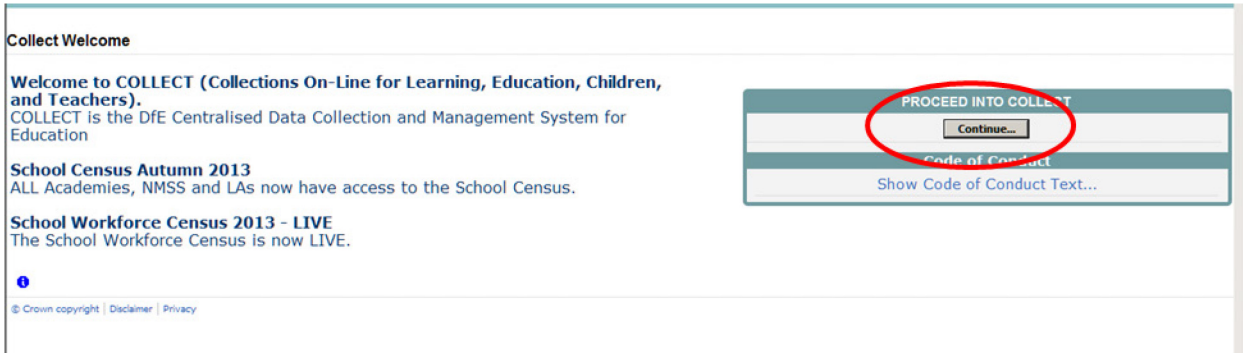 Collect Welcome
Welcome to COLLECT (Collections On-Line for Learning, Education, Children,
and Teachers).
COLLECT is the DfE Centralised Data Collection and Management System for
Education
School Census Autumn 2013
ALL Academies, NMSS and LAs now have access to the School Census.
School Workforce Census 2013 - LIVE
The School Workforce Census is now LIVE.
PROCEED INTO COLLECT
Continue...
Code of Conduct
Show Code of Conduct Text...
© Crown copyright | Disclaimer | Privacy